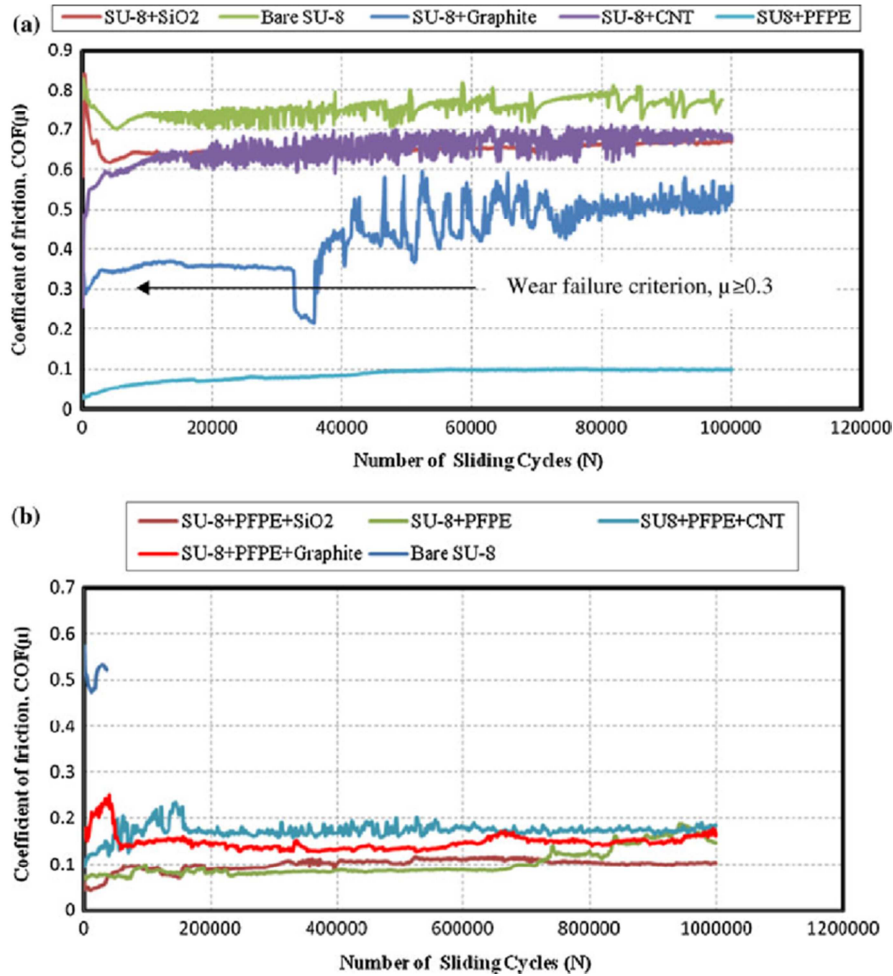 (a)
SU-8+SiO2 Bare SU-8 SU-8+Graphite SU-8+CNT SU8+PFPE
Coefficient of friction, COF(μ)
0.9
0.8
0.7
0.6
0.5
0.4
0.3
0.2
0.1
0
Wear failure criterion, μ≥0.3
0 20000 40000 60000 80000 100000 120000
Number of Sliding Cycles (N)
(b)
SU-8+PFPE+SiO2 SU-8+PFPE SU8+PFPE+CNT
SU-8+PFPE+Graphite Bare SU-8
Coefficient of friction, COF(μ)
0.7
0.6
0.5
0.4
0.3
0.2
0.1
0
0 200000 400000 600000 800000 1000000 1200000
Number of Sliding Cycles (N)